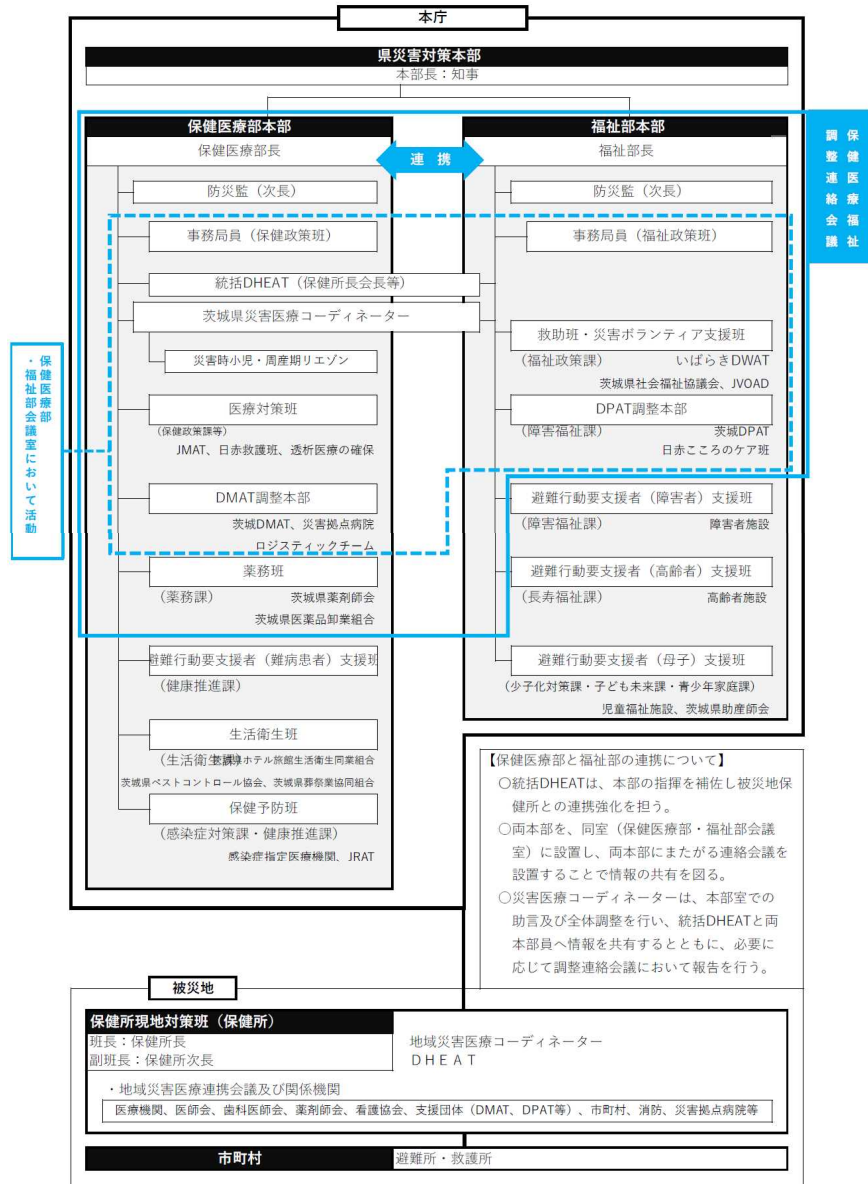 本庁
県災害対策本部
本部長：知事
保健医療部本部
保健医療部長
連携
福祉部本部
福祉部長
保健医療福祉
調整連絡会議
防災監（次長）
事務局員（保健政策班）
防災監（次長）
事務局員（福祉政策班）
統括DHEAT（保健所長会長等）
茨城県災害医療コーディネーター
災害時小児・周産期リエゾン
医療対策班
(保健政策課等)
JMAT、日赤救護班、透析医療の確保
DMAT調整本部
茨城DMAT、災害拠点病院
ロジスティックチーム
薬務班
（薬務課）
茨城県薬剤師会
茨城県医薬品卸業組合
避難行動要支援者（難病患者）支援班
（健康推進課）
生活衛生班
（生活衛生課）
茨城県ホテル旅館生活衛生同業組合
茨城県ペストコントロール協会、茨城県葬祭業協同組合
保健予防班
（感染症対策課・健康推進課）
感染症指定医療機関、JRAT
救助班・災害ボランティア支援班
（福祉政策課） いばらきDWAT
茨城県社会福祉協議会、JVOAD
DPAT調整本部
（障害福祉課） 茨城DPAT
日赤こころのケア班
避難行動要支援者（障害者）支援班
（障害福祉課） 障害者施設
避難行動要支援者（高齢者）支援班
（長寿福祉課） 高齢者施設
避難行動要支援者（母子）支援班
（少子化対策課・子ども未来課・青少年家庭課）
児童福祉施設、茨城県助産師会
保健医療部
・福祉部会議室において活動
【保健医療部と福祉部の連携について】
○統括DHEATは、本部の指揮を補佐し被災地保
健所との連携強化を担う。
○両本部を、同室（保健医療部・福祉部会議
室）に設置し、両本部にまたがる連絡会議を
設置することで情報の共有を図る。
○災害医療コーディネーターは、本部室での
助言及び全体調整を行い、統括DHEATと両
本部員へ情報を共有するとともに、必要に
応じて調整連絡会議において報告を行う。
被災地
保健所現地対策班（保健所）
班長：保健所長
副班長：保健所次長
地域災害医療コーディネーター
ＤＨＥＡＴ
・地域災害医療連携会議及び関係機関
医療機関、医師会、歯科医師会、薬剤師会、看護協会、支援団体（DMAT、DPAT等）、市町村、消防、災害拠点病院等
市町村
避難所・救護所